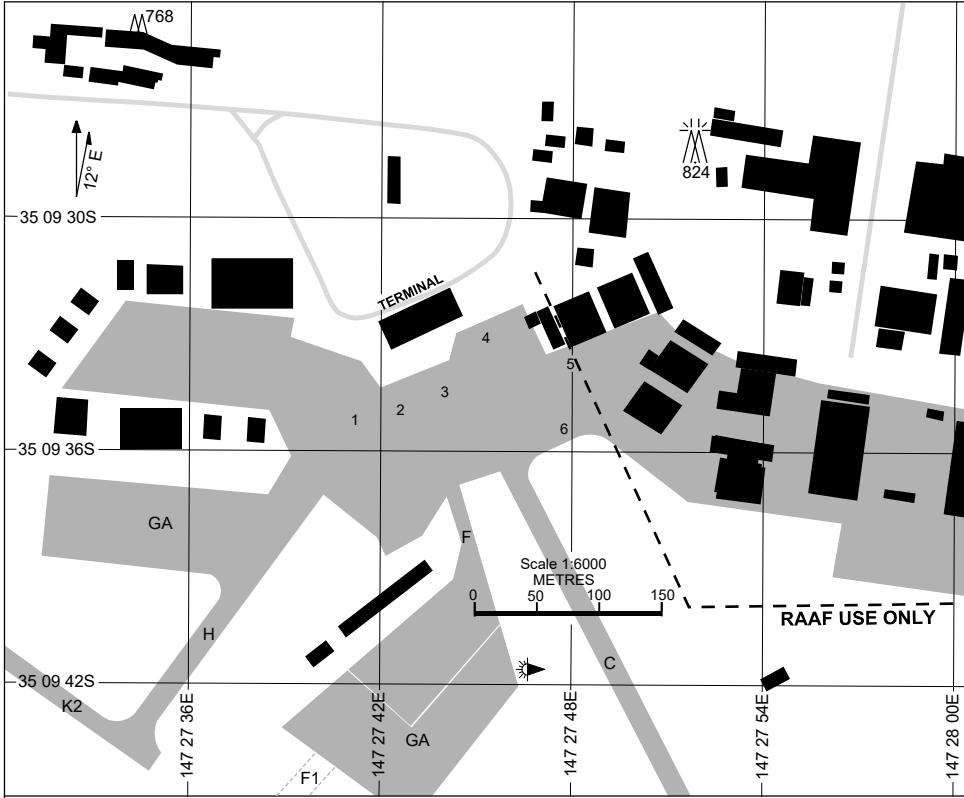 768
12° E
824
35 09 30S
TERMINAL
4
5
3
2
1
6
35 09 36S
GA
F
Scale 1:6000
METRES
0 50 100 150
RAAF USE ONLY
H
C
35 09 42S
K2
147 27 36E
147 27 42E
147 27 48E
147 27 54E
147 28 00E
GA
F1